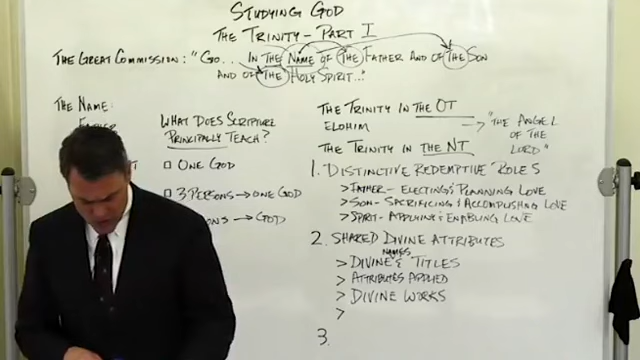 STUDYING GOD
THE TRINITY - PART I
THE GREAT COMMISSION: "GO... IN THE NAME OF THE FATHER AND OF THE SON
AND OF THE HOLY SPIRIT..."
THE NAME:
FATHER
WHAT DOES SCRIPTURE
PRINCIPALLY TEACH?
ONE GOD
3 PERSONS → ONE GOD
→ GOD
THE TRINITY IN THE OT
ELOHIM → "THE ANGEL
OF THE
LORD"
THE TRINITY IN THE NT
1. DISTINCTIVE REDEMPTIVE ROLES
> FATHER - ELECTING & PLANNING LOVE
> SON - SACRIFICING & ACCOMPLISHING LOVE
> SPIRIT - APPLYING & ENABLING LOVE
2. SHARED DIVINE ATTRIBUTES
NAMES
> DIVINE & TITLES
> ATTRIBUTES APPLIED
> DIVINE WORKS
>
3.